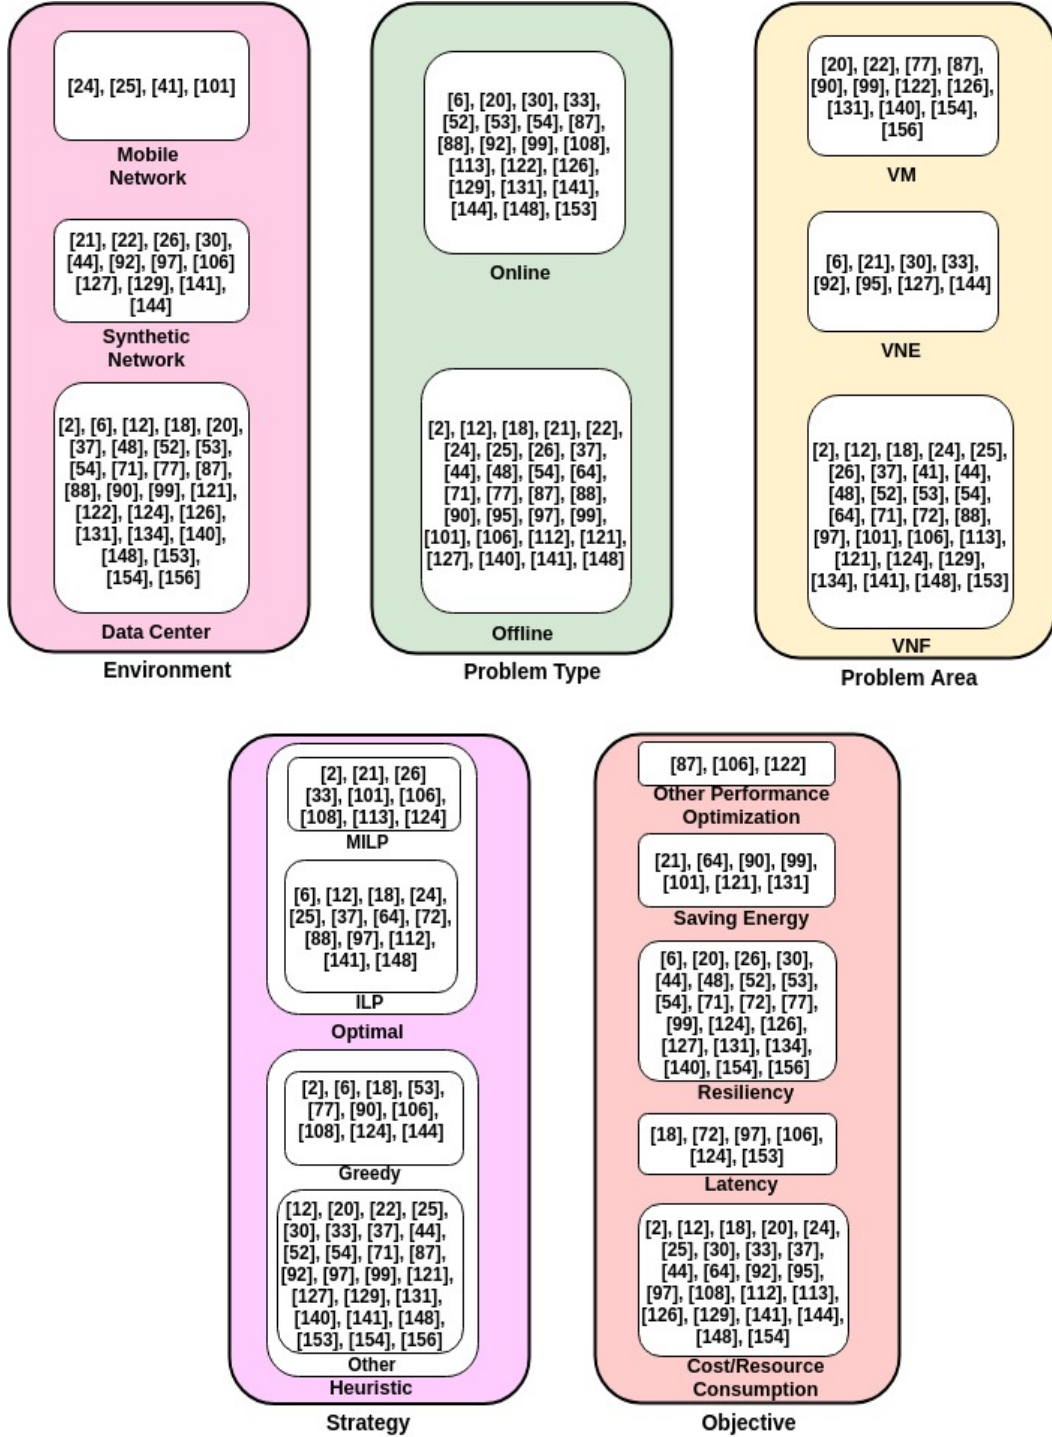 [24], [25], [41], [101]
Mobile
Network
[21], [22], [26], [30],
[44], [92], [97], [106]
[127], [129], [141],
[144]
Synthetic
Network
[2], [6], [12], [18], [20],
[37], [48], [52], [53],
[54], [71], [77], [87],
[88], [90], [99], [121],
[122], [124], [126],
[131], [134], [140],
[148], [153],
[154], [156]
Data Center
Environment
[6], [20], [30], [33],
[52], [53], [54], [87],
[88], [92], [99], [108],
[113], [122], [126],
[129], [131], [141],
[144], [148], [153]
Online
[2], [12], [18], [21], [22],
[24], [25], [26], [37],
[44], [48], [54], [64],
[71], [77], [87], [88],
[90], [95], [97], [99],
[101], [106], [112], [121],
[127], [140], [141], [148]
Offline
Problem Type
[20], [22], [77], [87],
[90], [99], [122], [126],
[131], [140], [154],
[156]
VM
[6], [21], [30], [33],
[92], [95], [127], [144]
VNE
[2], [12], [18], [24], [25],
[26], [37], [41], [44],
[48], [52], [53], [54],
[64], [71], [72], [88],
[97], [101], [106], [113],
[121], [124], [129],
[134], [141], [148], [153]
VNF
Problem Area
[2], [21], [26]
[33], [101], [106],
[108], [113], [124]
MILP
[6], [12], [18], [24],
[25], [37], [64], [72],
[88], [97], [112],
[141], [148]
ILP
Optimal
[2], [6], [18], [53],
[77], [90], [106],
[108], [124], [144]
Greedy
[12], [20], [22], [25],
[30], [33], [37], [44],
[52], [54], [71], [87],
[92], [97], [99], [121],
[127], [129], [131],
[140], [141], [148],
[153], [154], [156]
Other
Heuristic
Strategy
[87], [106], [122]
Other Performance
Optimization
[21], [64], [90], [99],
[101], [121], [131]
Saving Energy
[6], [20], [26], [30],
[44], [48], [52], [53],
[54], [71], [72], [77],
[99], [124], [126],
[127], [131], [134],
[140], [154], [156]
Resiliency
[18], [72], [97], [106],
[124], [153]
Latency
[2], [12], [18], [20], [24],
[25], [30], [33], [37],
[44], [64], [92], [95],
[97], [108], [112], [113],
[126], [129], [141], [144],
[148], [154]
Cost/Resource
Consumption
Objective